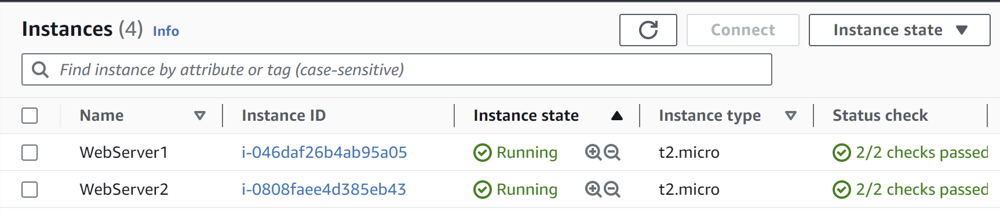 Instances (4) Info
Connect
Instance state
Find instance by attribute or tag (case-sensitive)
Name Instance ID Instance state Instance type Status check
WebServer1 i-046daf26b4ab95a05 Running t2.micro 2/2 checks passed
WebServer2 i-0808faee4d385eb43 Running t2.micro 2/2 checks passed